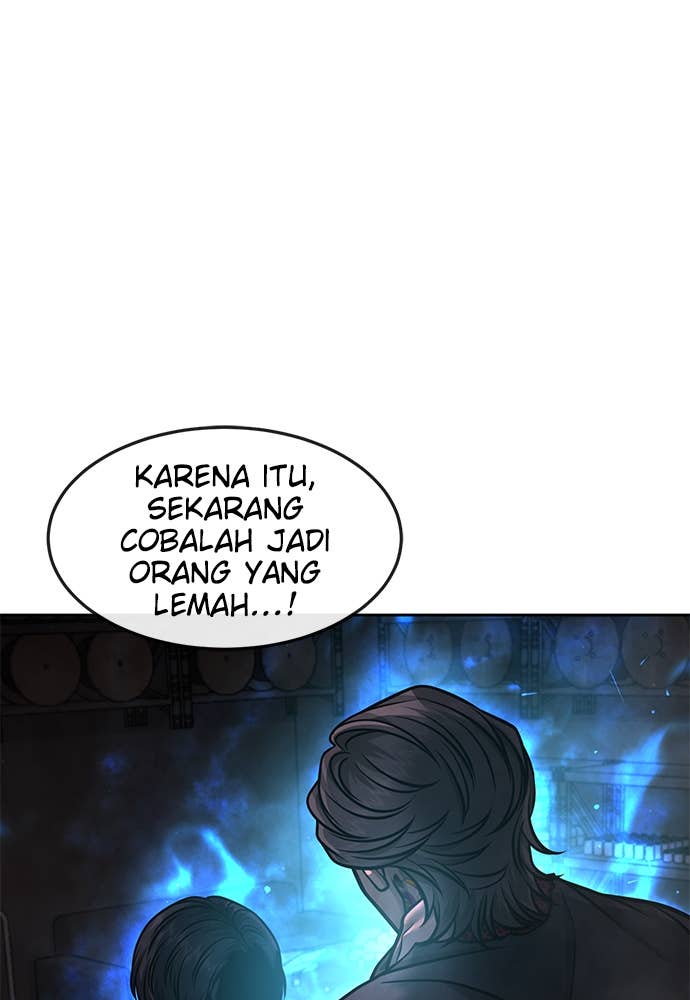 KARENA ITU,
SEKARANG
COBALAH JADI
ORANG YANG
LEMAH...!